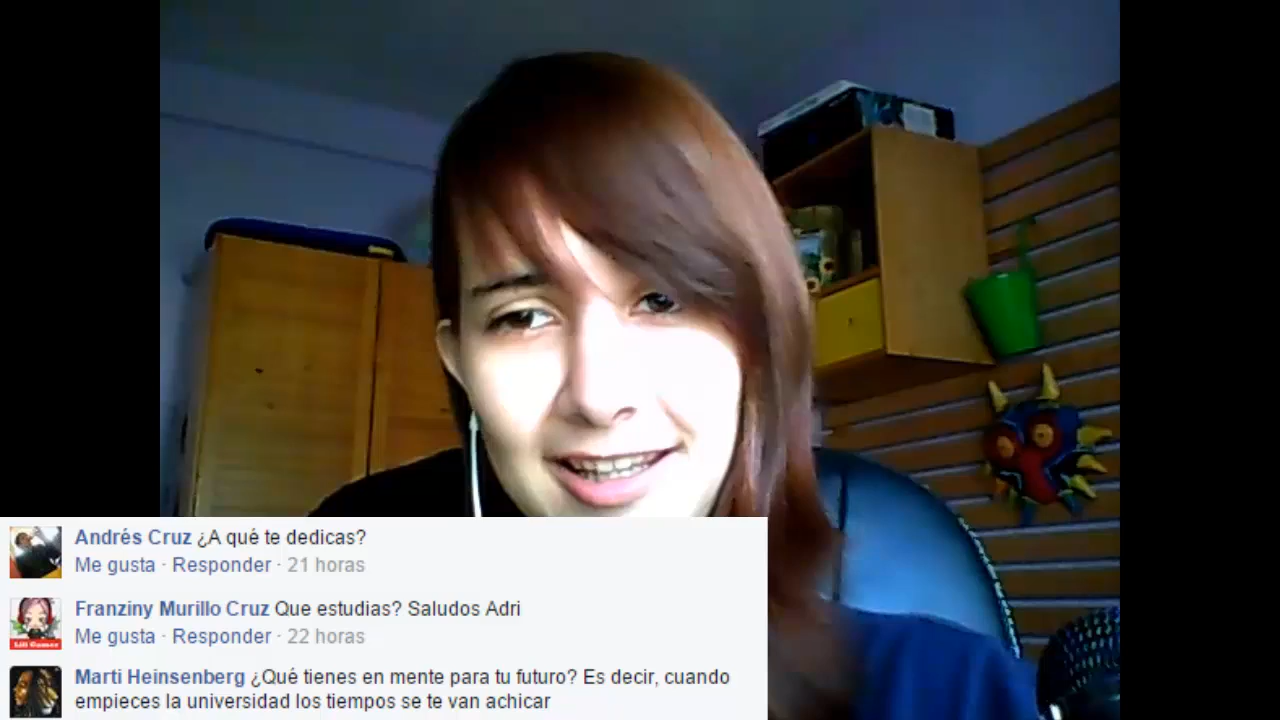 Andrés Cruz ¿A qué te dedicas?
Me gusta · Responder · 21 horas
Franziny Murillo Cruz Que estudias? Saludos Adri
Me gusta · Responder · 22 horas
Lili Gamer
Marti Heinsenberg ¿Qué tienes en mente para tu futuro? Es decir, cuando
empieces la universidad los tiempos se te van achicar